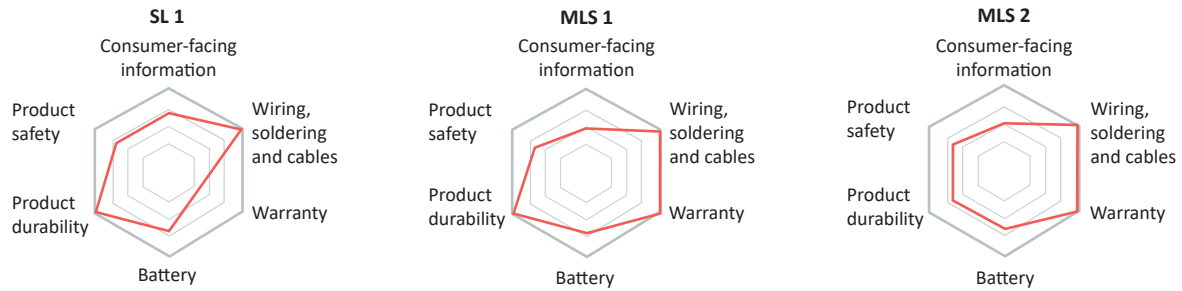 SL 1
Consumer-facing
information
Product
safety
Wiring,
soldering
and cables
Product
durability
Warranty
Battery
MLS 1
Consumer-facing
information
Product
safety
Wiring,
soldering
and cables
Product
durability
Warranty
Battery
MLS 2
Consumer-facing
information
Product
safety
Wiring,
soldering
and cables
Product
durability
Warranty
Battery